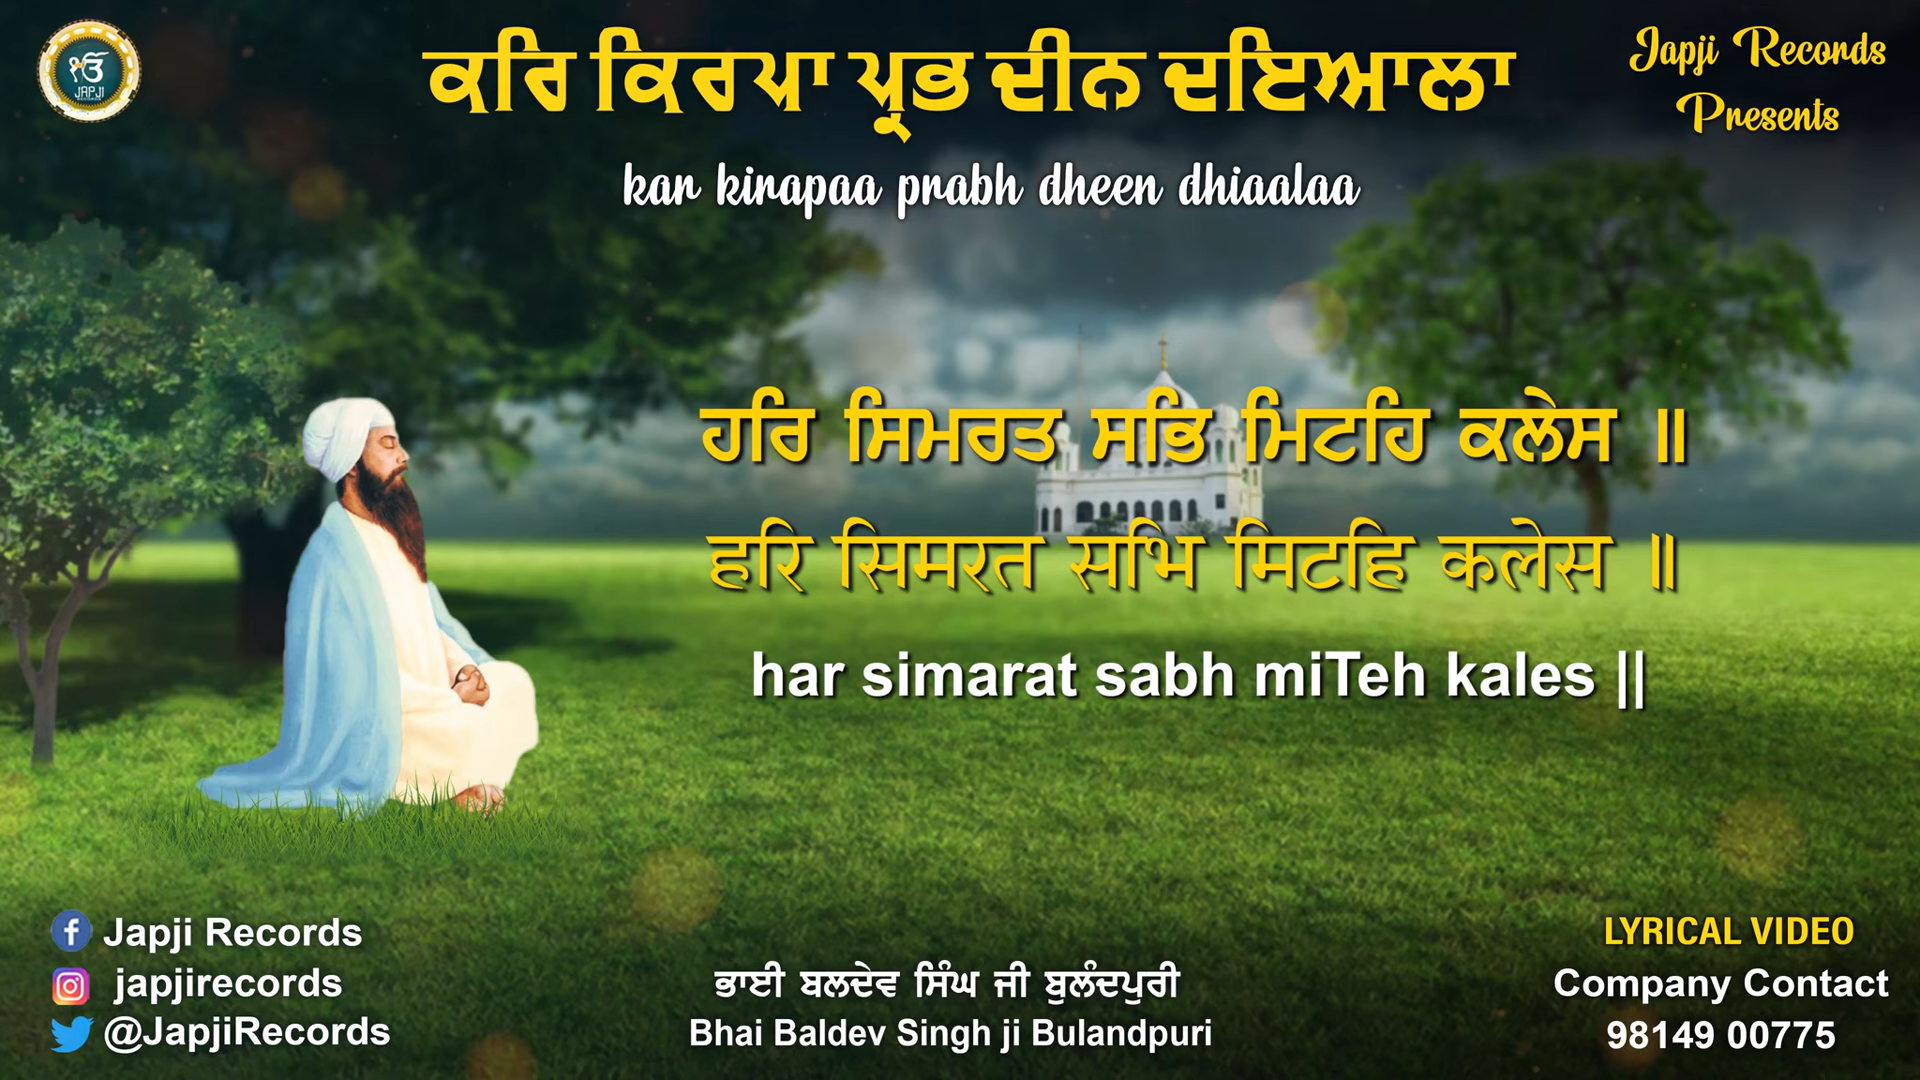 ੴ
JAPJI
RECORDS
ਕਰਿ ਕਿਰਪਾ ਪ੍ਰਭ ਦੀਨ ਦਇਆਲਾ
kar kirapaa prabh dheen dhiaalaa
Japji Records
Presents
ਹਰਿ ਸਿਮਰਤ ਸਭਿ ਮਿਟਹਿ ਕਲੇਸ ॥
हरि सिमरत सभि मिटहि कलेस ॥
har simarat sabh miTeh kales ||
Japji Records
japjirecords
@JapjiRecords
ਭਾਈ ਬਲਦੇਵ ਸਿੰਘ ਜੀ ਬੁਲੰਦਪੁਰੀ
Bhai Baldev Singh ji Bulandpuri
LYRICAL VIDEO
Company Contact
98149 00775